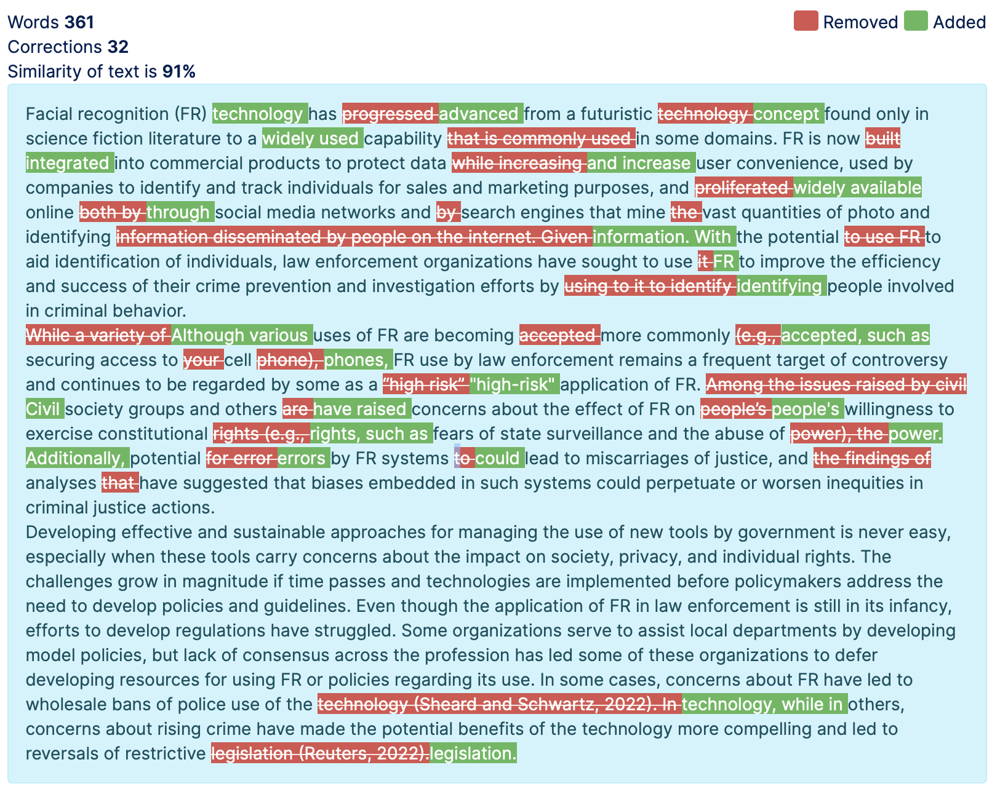 Words 361
Removed Added
Corrections 32
Similarity of text is 91%
Facial recognition (FR) technology has progressed advanced from a futuristic technology concept found only in
science fiction literature to a widely used capability that is commonly used in some domains. FR is now built
integrated into commercial products to protect data while increasing and increase user convenience, used by
companies to identify and track individuals for sales and marketing purposes, and proliferated widely available
online both by through social media networks and by search engines that mine the vast quantities of photo and
identifying information disseminated by people on the internet. Given information. With the potential to use FR to
aid identification of individuals, law enforcement organizations have sought to use it FR to improve the efficiency
and success of their crime prevention and investigation efforts by using to it to identify identifying people involved
in criminal behavior.
While a variety of Although various uses of FR are becoming accepted more commonly (e.g., accepted, such as
securing access to your cell phone), phones, FR use by law enforcement remains a frequent target of controversy
and continues to be regarded by some as a “high risk” "high-risk" application of FR. Among the issues raised by civil
Civil society groups and others are have raised concerns about the effect of FR on people’s people's willingness to
exercise constitutional rights (e.g., rights, such as fears of state surveillance and the abuse of power), the power.
Additionally, potential for error errors by FR systems to could lead to miscarriages of justice, and the findings of
analyses that have suggested that biases embedded in such systems could perpetuate or worsen inequities in
criminal justice actions.
Developing effective and sustainable approaches for managing the use of new tools by government is never easy,
especially when these tools carry concerns about the impact on society, privacy, and individual rights. The
challenges grow in magnitude if time passes and technologies are implemented before policymakers address the
need to develop policies and guidelines. Even though the application of FR in law enforcement is still in its infancy,
efforts to develop regulations have struggled. Some organizations serve to assist local departments by developing
model policies, but lack of consensus across the profession has led some of these organizations to defer
developing resources for using FR or policies regarding its use. In some cases, concerns about FR have led to
wholesale bans of police use of the technology (Sheard and Schwartz, 2022). In technology, while in others,
concerns about rising crime have made the potential benefits of the technology more compelling and led to
reversals of restrictive legislation (Reuters, 2022).legislation.